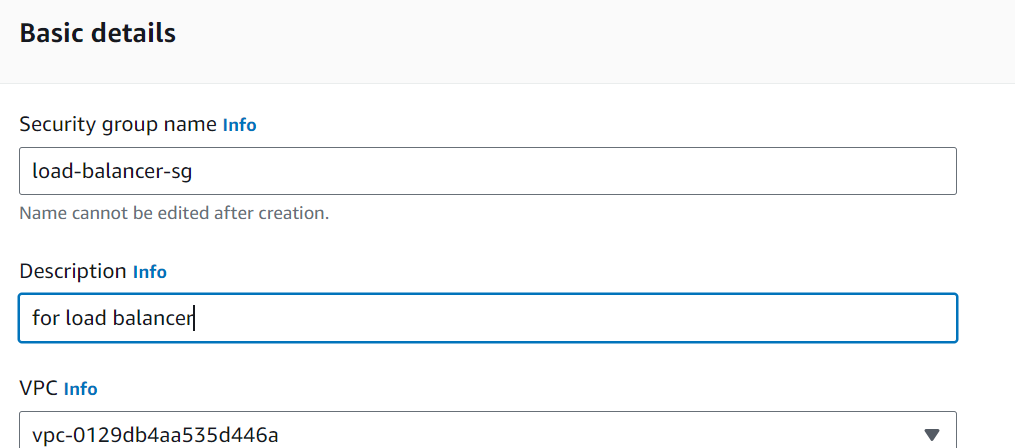 Basic details
Security group name Info
load-balancer-sg
Name cannot be edited after creation.
Description Info
for load balancer
VPC Info
vpc-0129db4aa535d446a